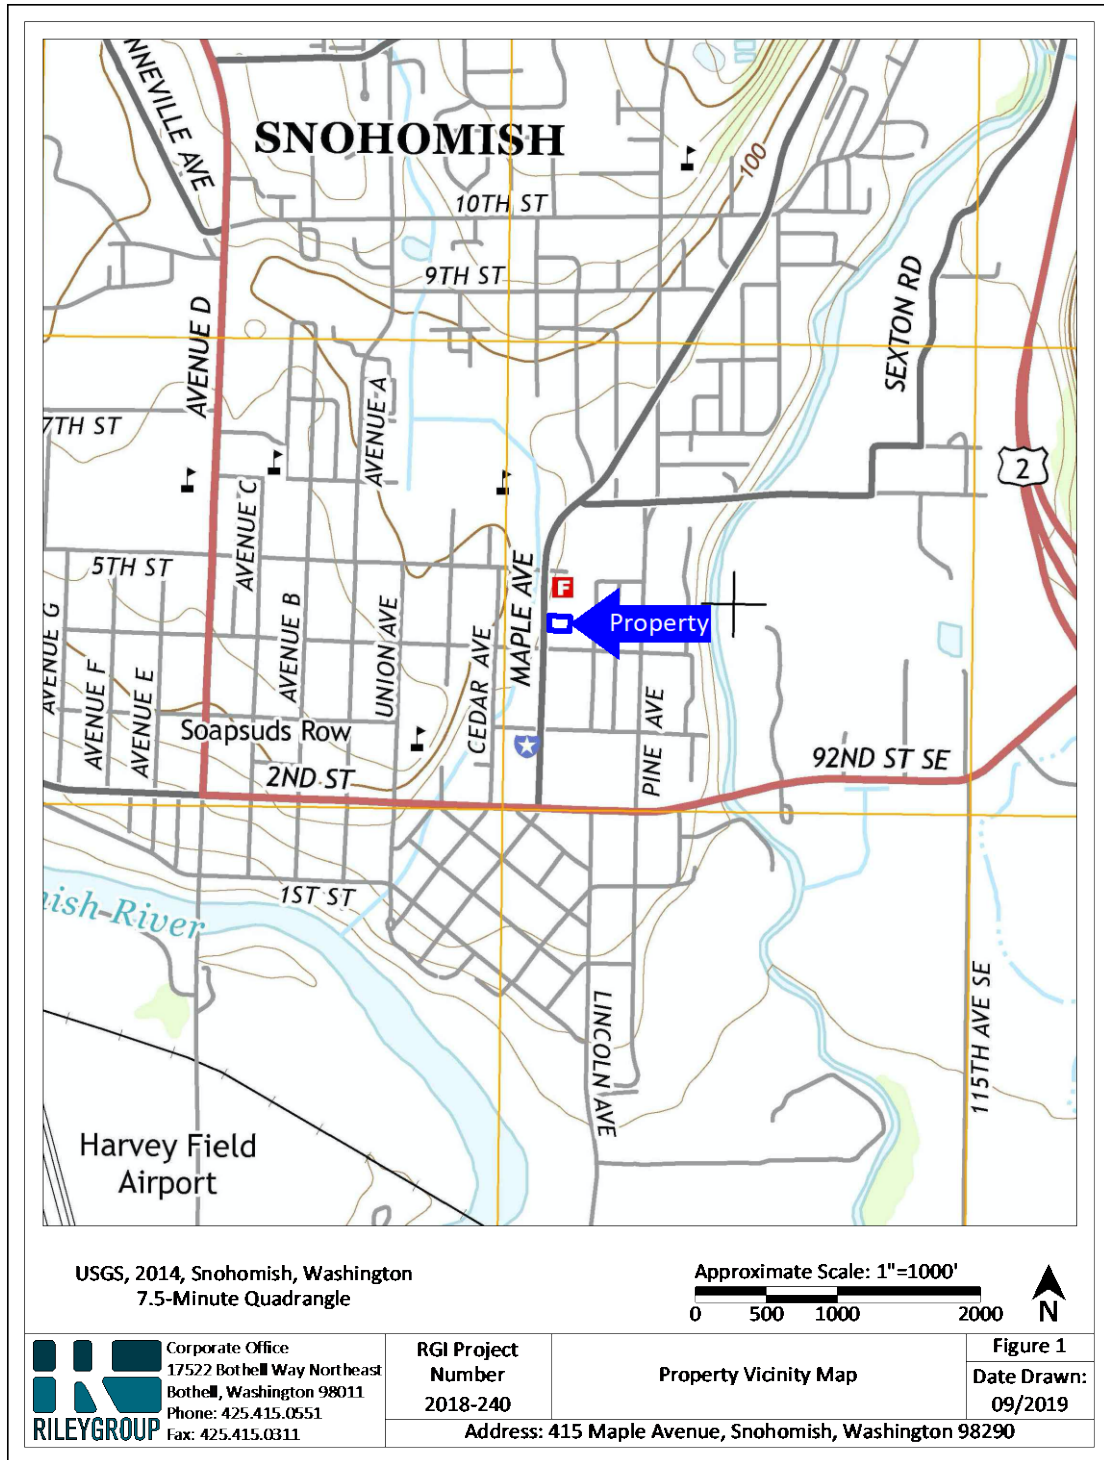 NNEVILLE AVE
SNOHOMISH
100
10TH ST
9TH ST
AVENUE D
SEXTON RD
AVENUE A
7TH ST
2
AVENUE C
5TH ST
MAPLE AVE
F
AVENUE G
AVENUE F
AVENUE E
AVENUE B
UNION AVE
CEDAR AVE
Property
PINE AVE
Soapsuds Row
2ND ST
92ND ST SE
1ST ST
ish River
LINCOLN AVE
115TH AVE SE
Harvey Field
Airport
USGS, 2014, Snohomish, Washington
7.5-Minute Quadrangle
Approximate Scale: 1"=1000'
0 500 1000 2000
N
RILEYGROUP
Corporate Office
17522 Bothell Way Northeast
Bothell, Washington 98011
Phone: 425.415.0551
Fax: 425.415.0311
RGI Project
Number
2018-240
Property Vicinity Map
Figure 1
Date Drawn:
09/2019
Address: 415 Maple Avenue, Snohomish, Washington 98290